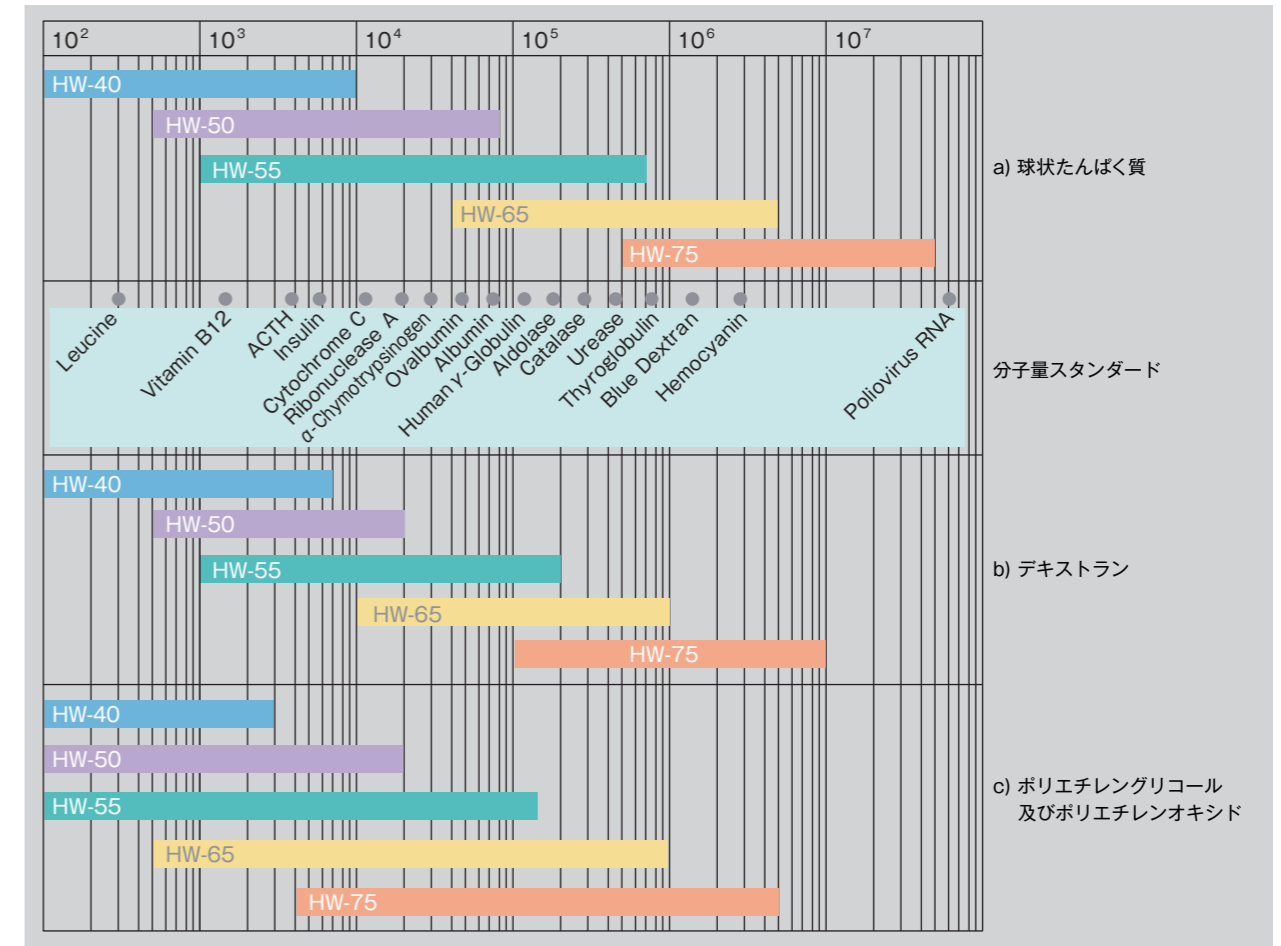 10² 10³ 10⁴ 10⁵ 10⁶ 10⁷
HW-40
HW-50
HW-55
HW-65
HW-75
a) 球状たんぱく質
Leucine
Vitamin B12
ACTH
Insulin
Cytochrome C
Ribonuclease A
α-Chymotrypsinogen
Ovalbumin
Albumin
Human γ-Globulin
Aldolase
Catalase
Urease
Thyroglobulin
Blue Dextran
Hemocyanin
Poliovirus RNA
分子量スタンダード
HW-40
HW-50
HW-55
HW-65
HW-75
b) デキストラン
HW-40
HW-50
HW-55
HW-65
HW-75
c) ポリエチレングリコール
及びポリエチレンオキシド